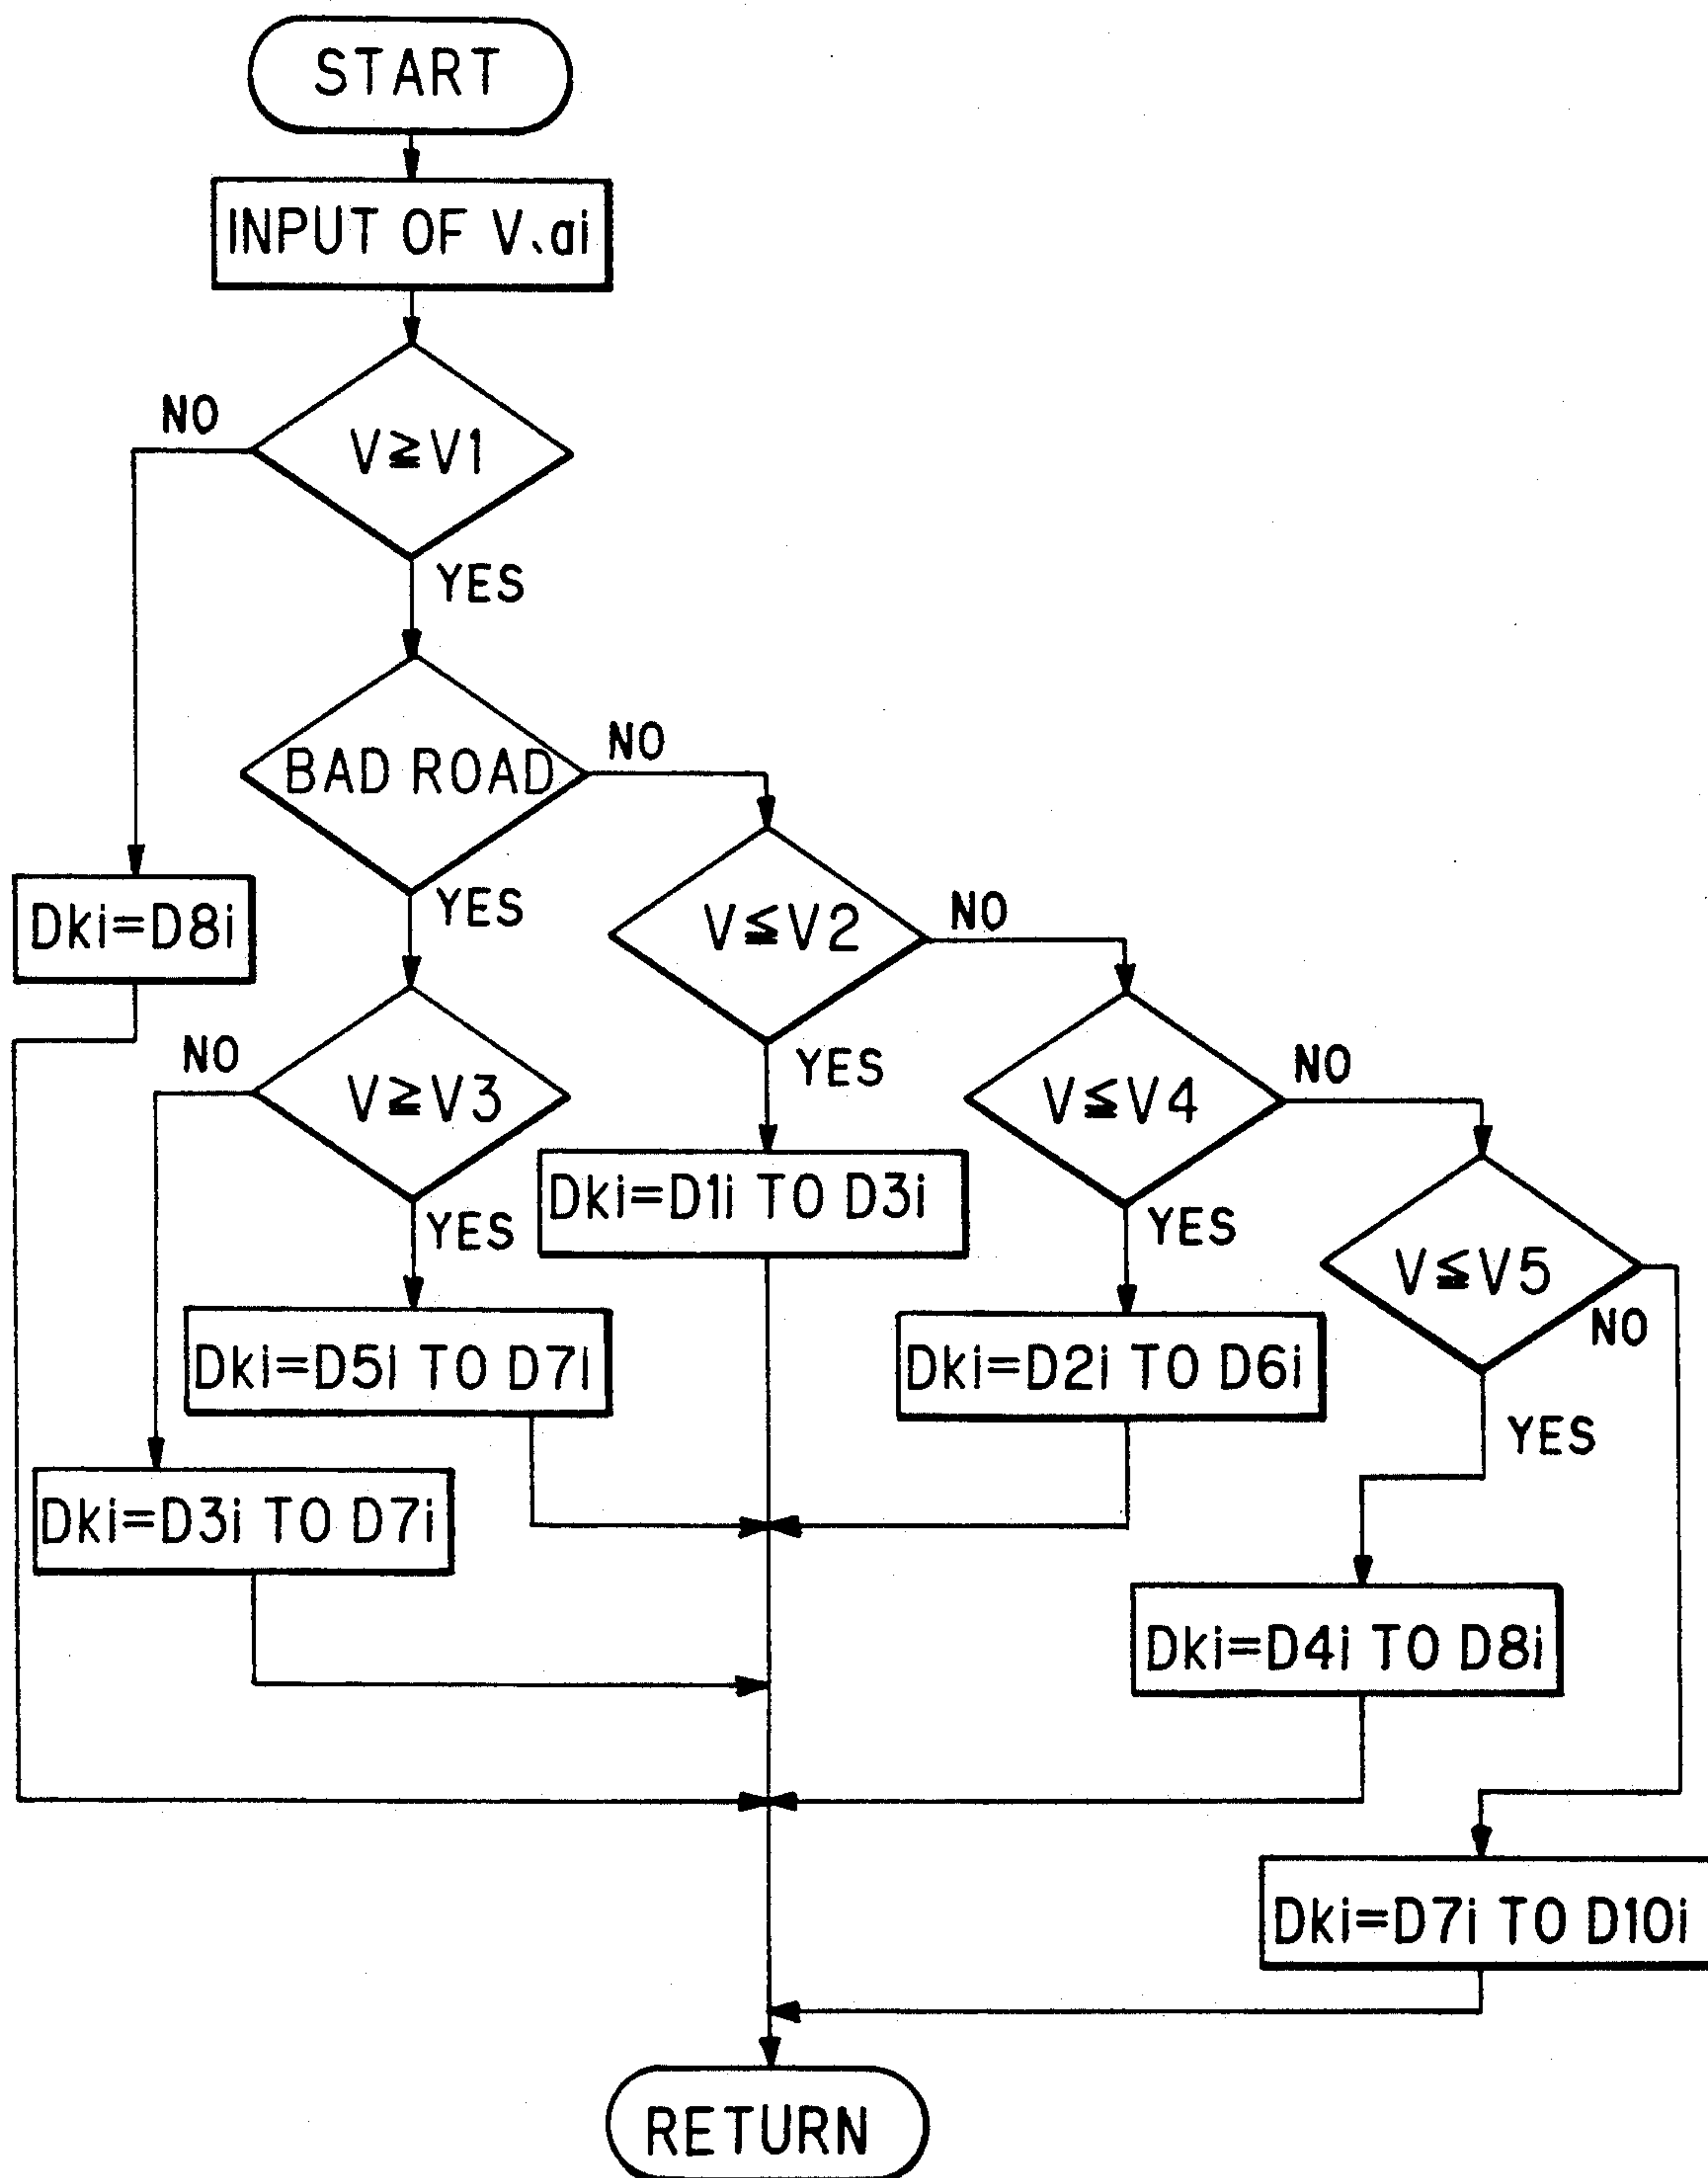 START
INPUT OF V、ai
V≧V1
NO
YES
BAD ROAD
NO
YES
Dki=D8i
V≦V2
NO
YES
V≧V3
NO
YES
V≦V4
NO
YES
Dki=D1i TO D3i
V≦V5
NO
YES
Dki=D5i TO D7i
Dki=D2i TO D6i
Dki=D3i TO D7i
Dki=D4i TO D8i
Dki=D7i TO D10i
RETURN